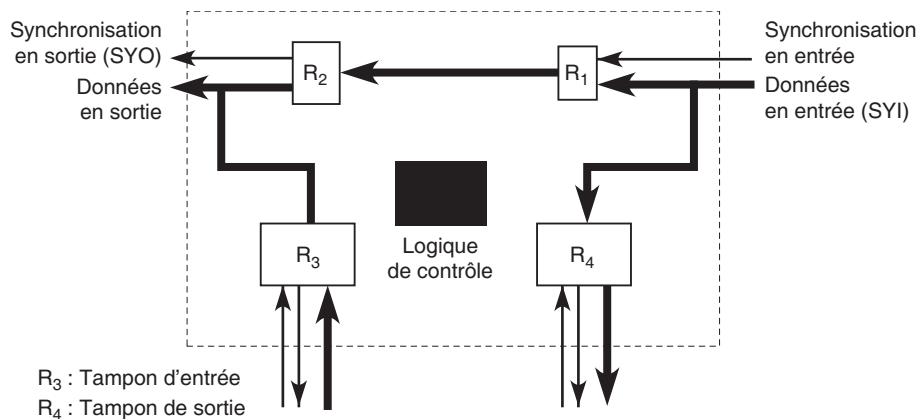 Synchronisation
en sortie (SYO)
Données
en sortie
R2
R1
Synchronisation
en entrée
Données
en entrée (SYI)
R3
Logique
de contrôle
R4
R3 : Tampon d'entrée
R4 : Tampon de sortie